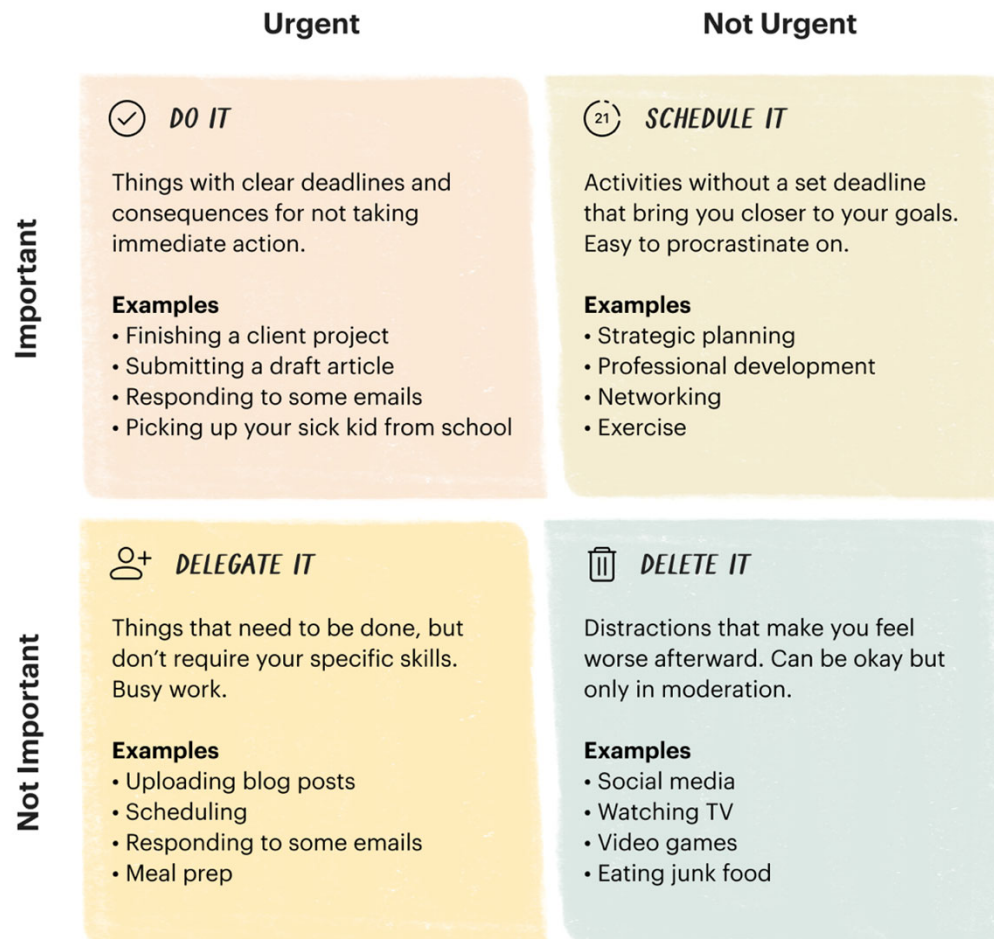 Urgent
Not Urgent
Important
DO IT
Things with clear deadlines and
consequences for not taking
immediate action.
Examples
• Finishing a client project
• Submitting a draft article
• Responding to some emails
• Picking up your sick kid from school
21
SCHEDULE IT
Activities without a set deadline
that bring you closer to your goals.
Easy to procrastinate on.
Examples
• Strategic planning
• Professional development
• Networking
• Exercise
Not Important
DELEGATE IT
Things that need to be done, but
don’t require your specific skills.
Busy work.
Examples
• Uploading blog posts
• Scheduling
• Responding to some emails
• Meal prep
DELETE IT
Distractions that make you feel
worse afterward. Can be okay but
only in moderation.
Examples
• Social media
• Watching TV
• Video games
• Eating junk food